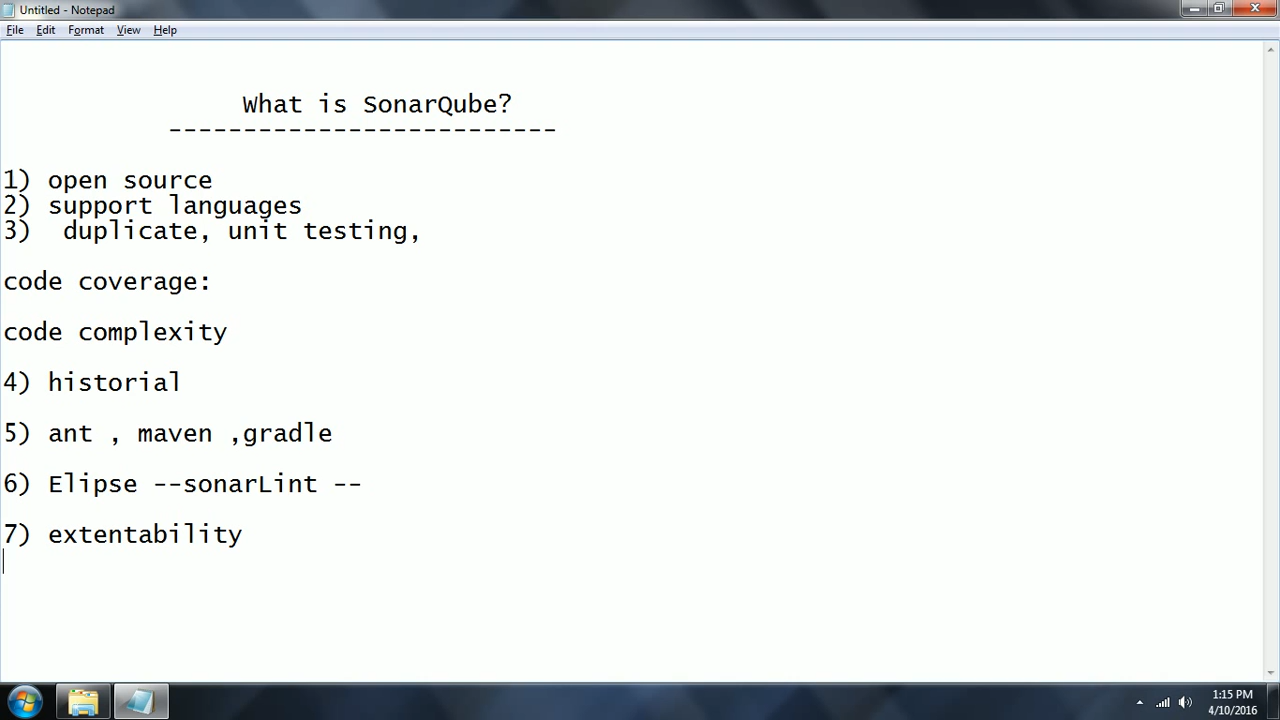 Untitled - Notepad
File Edit Format View Help
What is SonarQube?
--------------------------
1) open source
2) support languages
3)  duplicate, unit testing,
code coverage:
code complexity
4) historial
5) ant , maven ,gradle
6) Elipse --sonarLint --
7) extentability
1:15 PM
4/10/2016